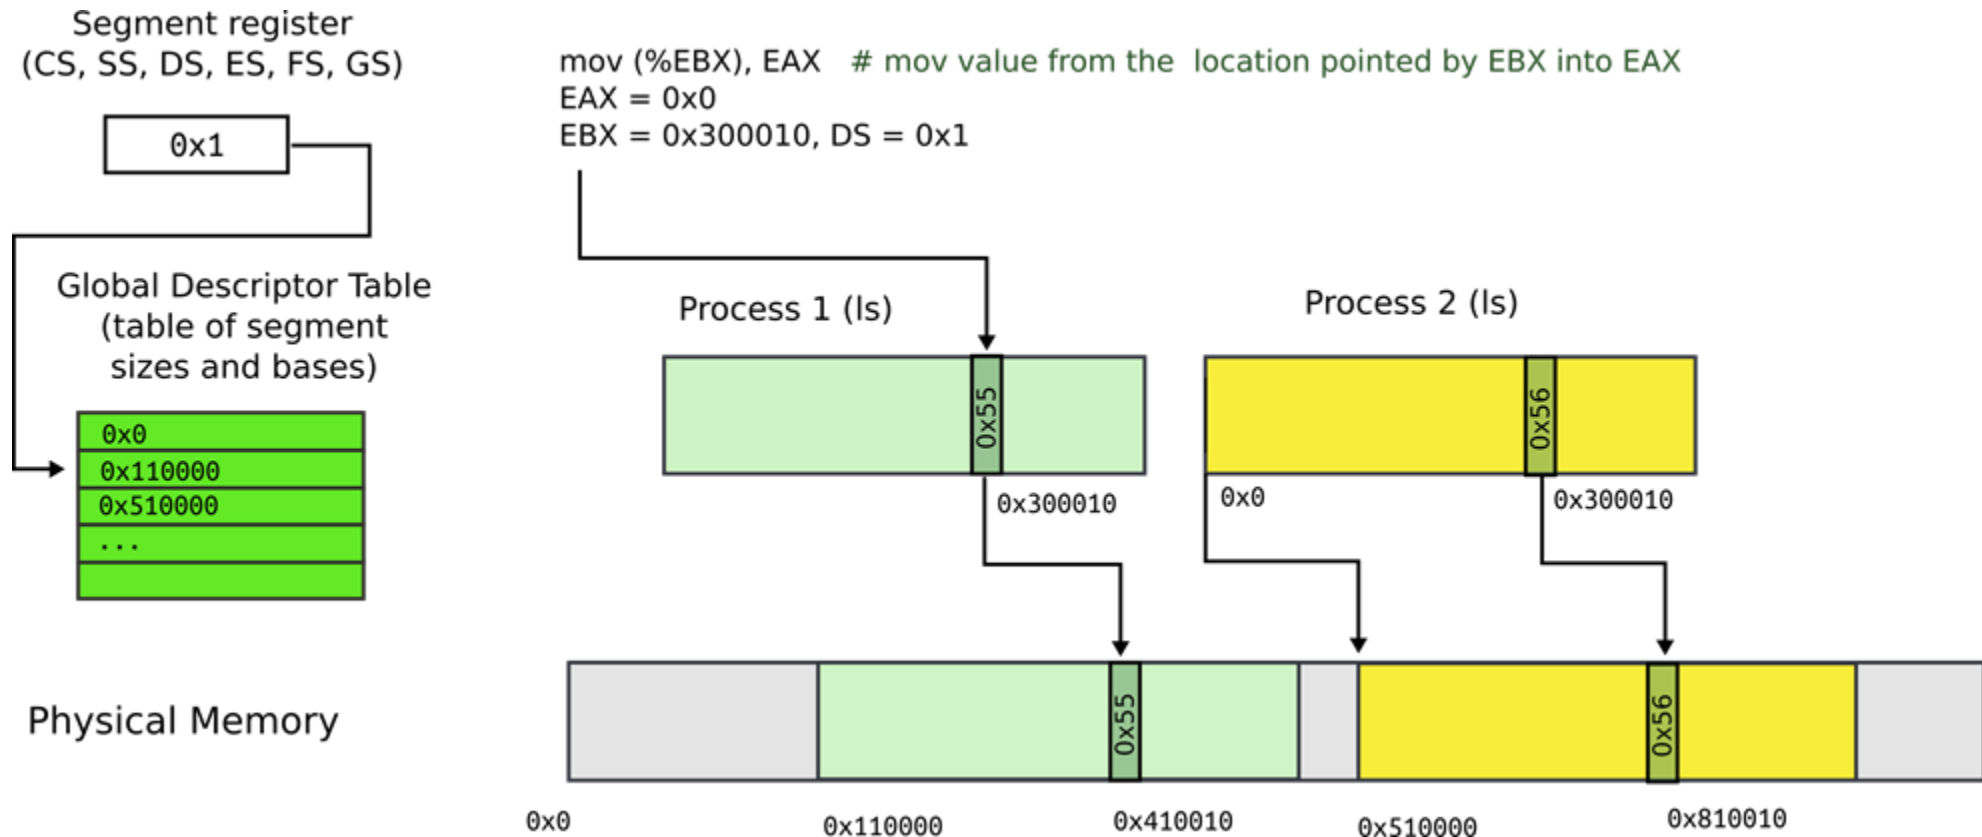 Segment register
(CS, SS, DS, ES, FS, GS)
0x1
mov (%EBX), EAX   # mov value from the  location pointed by EBX into EAX
EAX = 0x0
EBX = 0x300010, DS = 0x1
Global Descriptor Table
(table of segment
sizes and bases)
0x0
0x110000
0x510000
...
Process 1 (ls)
0x55
0x300010
Process 2 (ls)
0x56
0x0
0x300010
Physical Memory
0x55
0x56
0x0
0x110000
0x410010
0x510000
0x810010